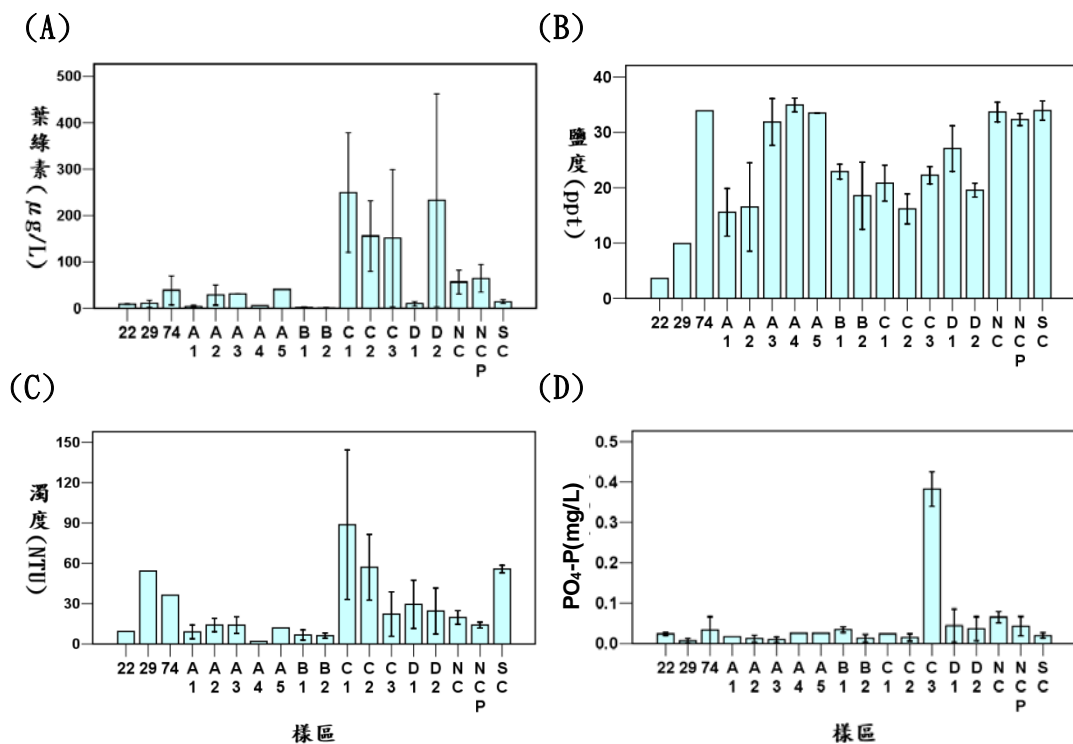 (A)
葉綠素(μg/L)
500
400
300
200
100
0
22 29 74 A1 A2 A3 A4 A5 B1 B2 C1 C2 C3 D1 D2 NC NCP SC
(B)
鹽度(ppt)
40
30
20
10
0
22 29 74 A1 A2 A3 A4 A5 B1 B2 C1 C2 C3 D1 D2 NC NCP SC
(C)
濁度(NTU)
150
120
90
60
30
0
22 29 74 A1 A2 A3 A4 A5 B1 B2 C1 C2 C3 D1 D2 NC NCP SC
樣區
(D)
PO₄-P(mg/L)
0.5
0.4
0.3
0.2
0.1
0.0
22 29 74 A1 A2 A3 A4 A5 B1 B2 C1 C2 C3 D1 D2 NC NCP SC
樣區